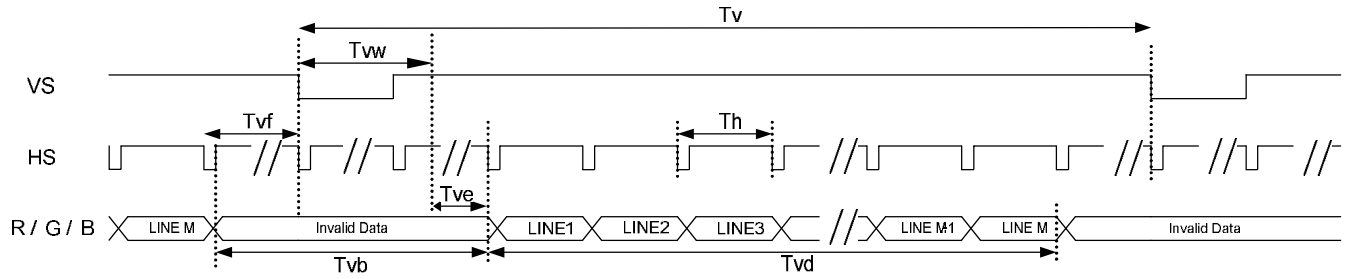 Tv
Tvw
VS
Tvf
Th
HS
Tve
R / G / B LINE M Invalid Data LINE1 LINE2 LINE3 LINE M-1 LINE M Invalid Data
Tvb Tvd